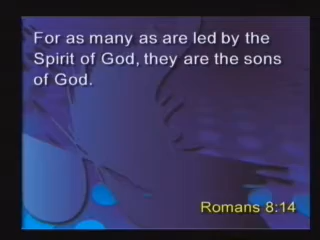 For as many as are led by the
Spirit of God, they are the sons
of God.
Romans 8:14